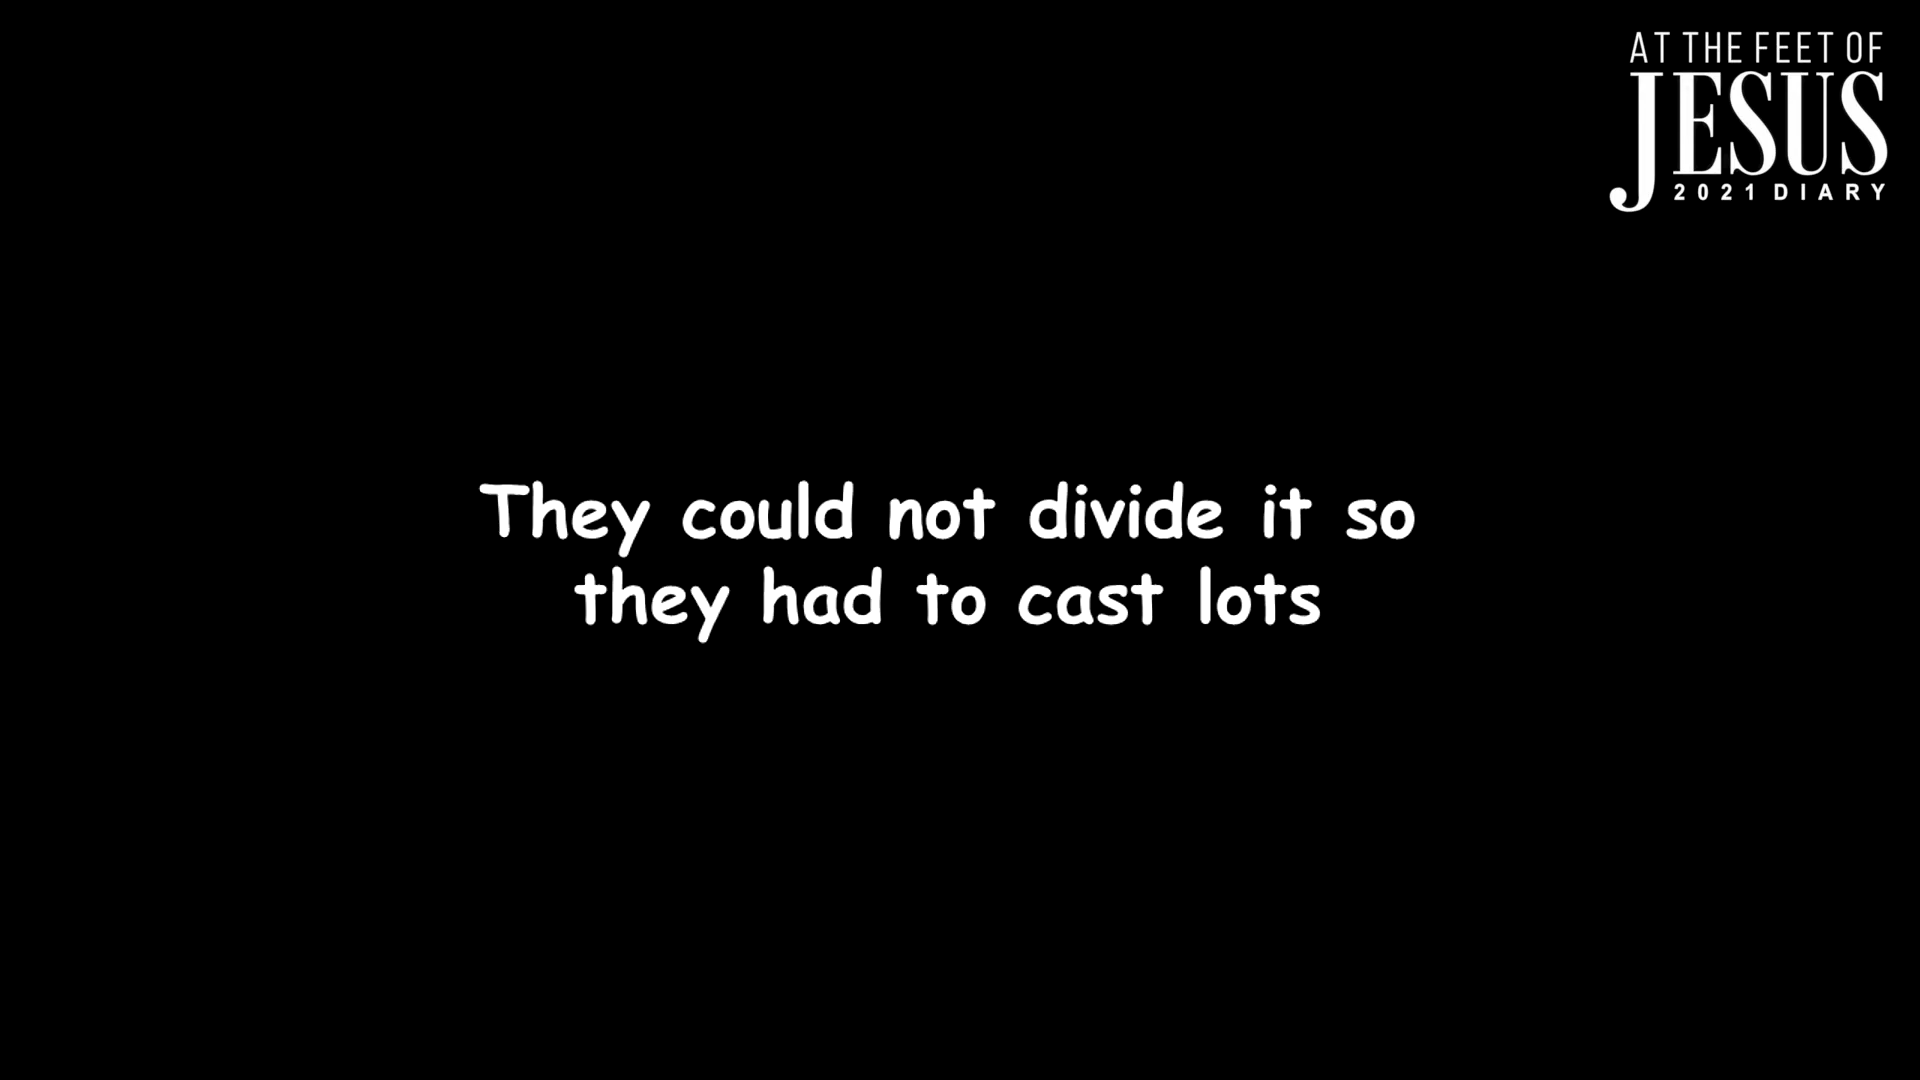 AT THE FEET OF
JESUS
2021 DIARY
They could not divide it so
they had to cast lots